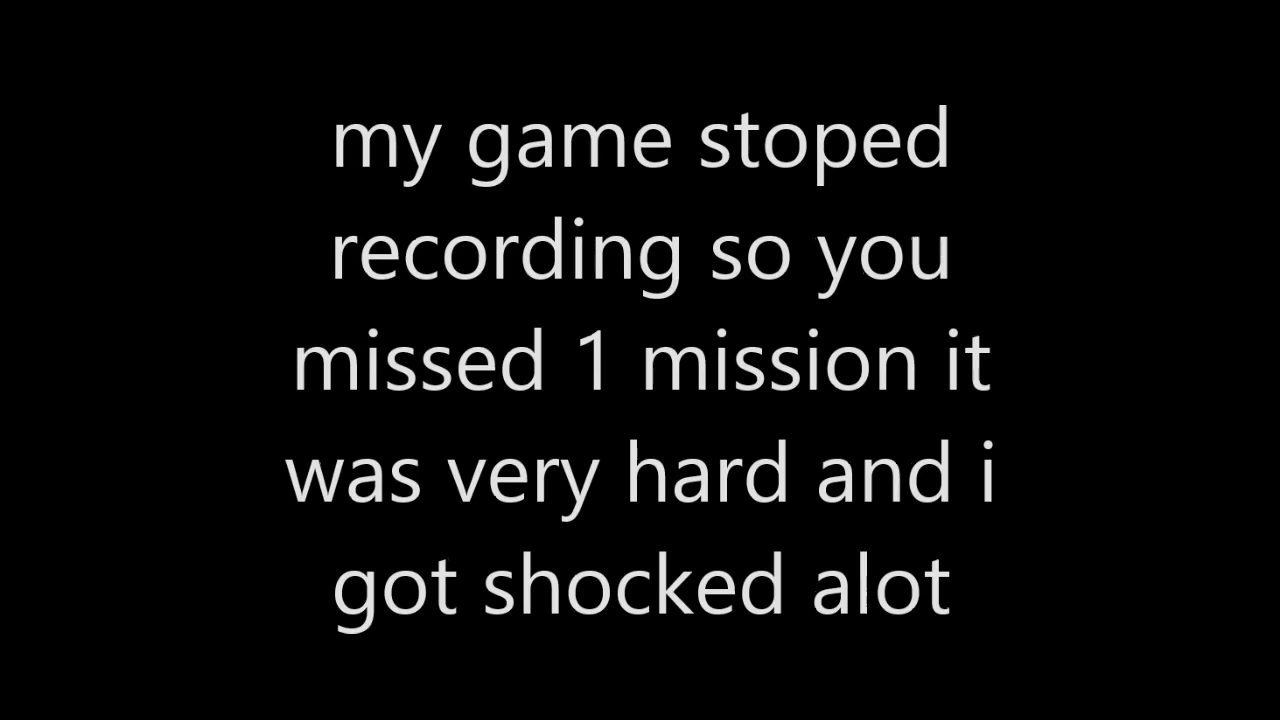 my game stoped
recording so you
missed 1 mission it
was very hard and i
got shocked alot